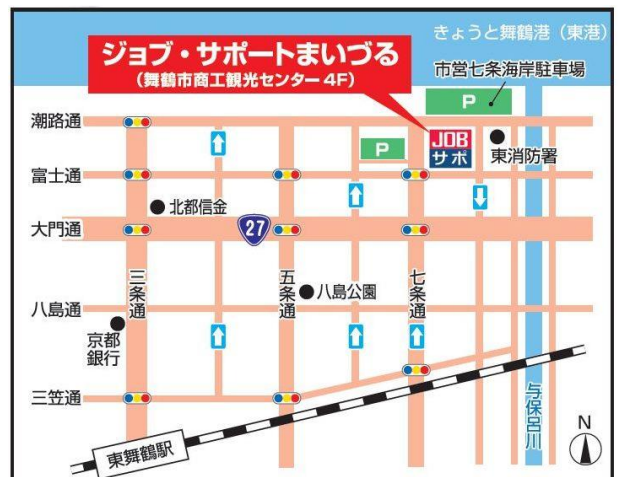 きょうと舞鶴港（東港）
ジョブ・サポートまいづる
（舞鶴市商工観光センター4F）
市営七条海岸駐車場
P
潮路通
P
JOB
サポ
東消防署
富士通
北都信金
大門通
27
三条通
五条通
八島公園
七条通
八島通
京都
銀行
三笠通
与保呂川
東舞鶴駅
N